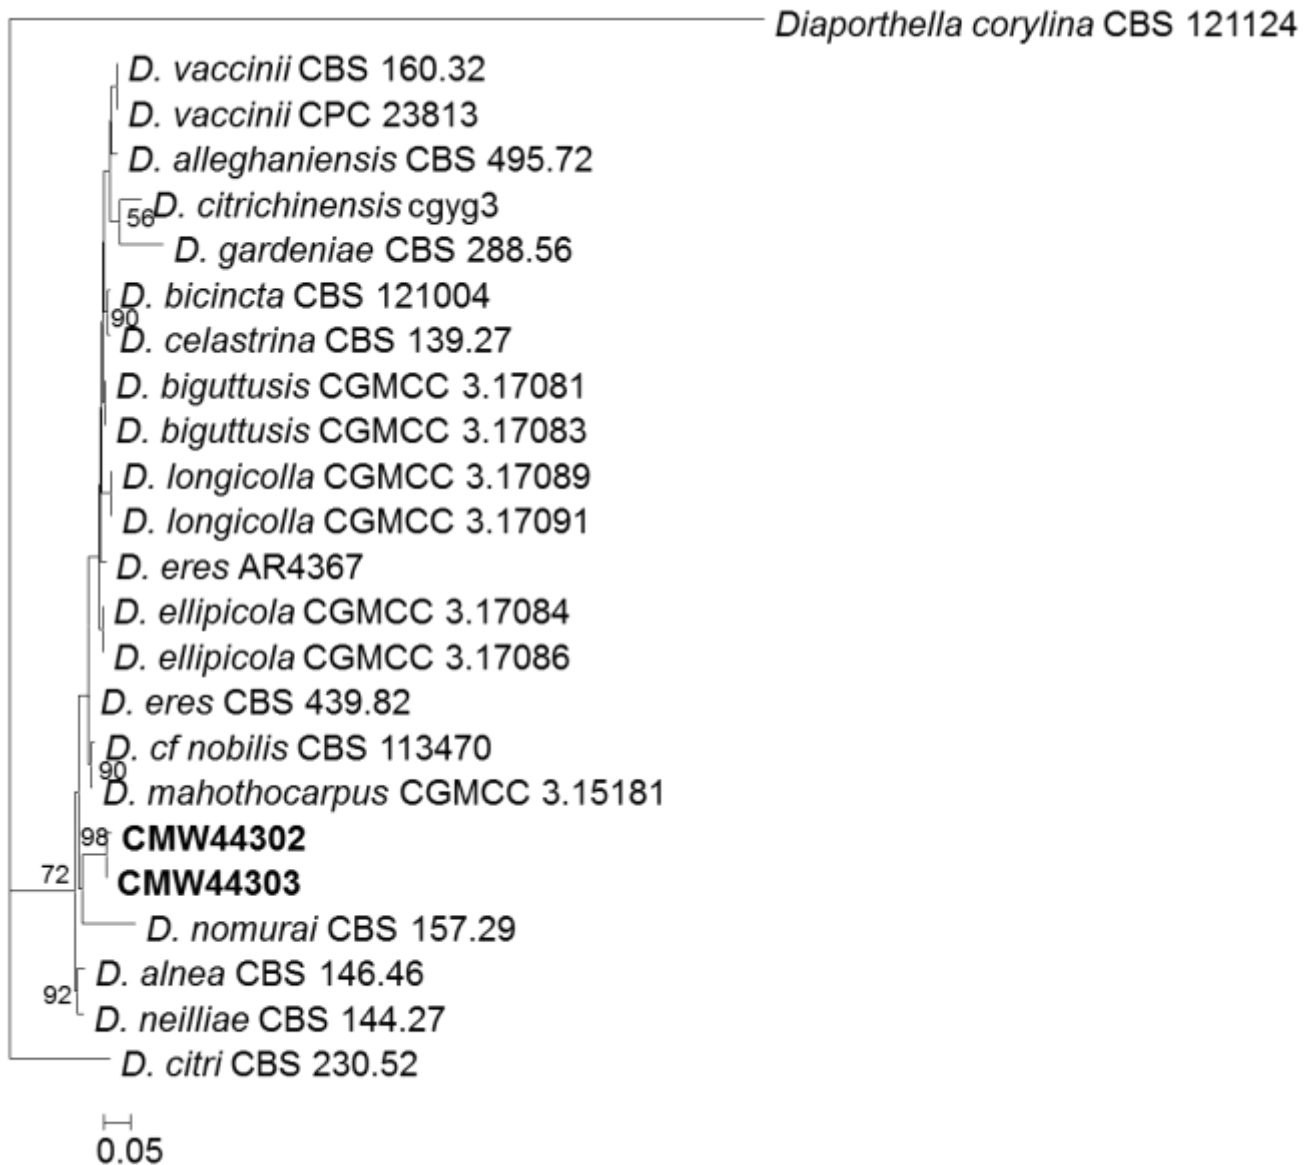 Diaporthella corylina CBS 121124
D. vaccinii CBS 160.32
D. vaccinii CPC 23813
D. alleghaniensis CBS 495.72
D. citrichinensis cgyg3
56
D. gardeniae CBS 288.56
D. bicincta CBS 121004
90
D. celastrina CBS 139.27
D. biguttusis CGMCC 3.17081
D. biguttusis CGMCC 3.17083
D. longicolla CGMCC 3.17089
D. longicolla CGMCC 3.17091
D. eres AR4367
D. ellipicola CGMCC 3.17084
D. ellipicola CGMCC 3.17086
D. eres CBS 439.82
D. cf nobilis CBS 113470
90
D. mahothocarpus CGMCC 3.15181
98 CMW44302
72
CMW44303
D. nomurai CBS 157.29
D. alnea CBS 146.46
92
D. neilliae CBS 144.27
D. citri CBS 230.52
0.05